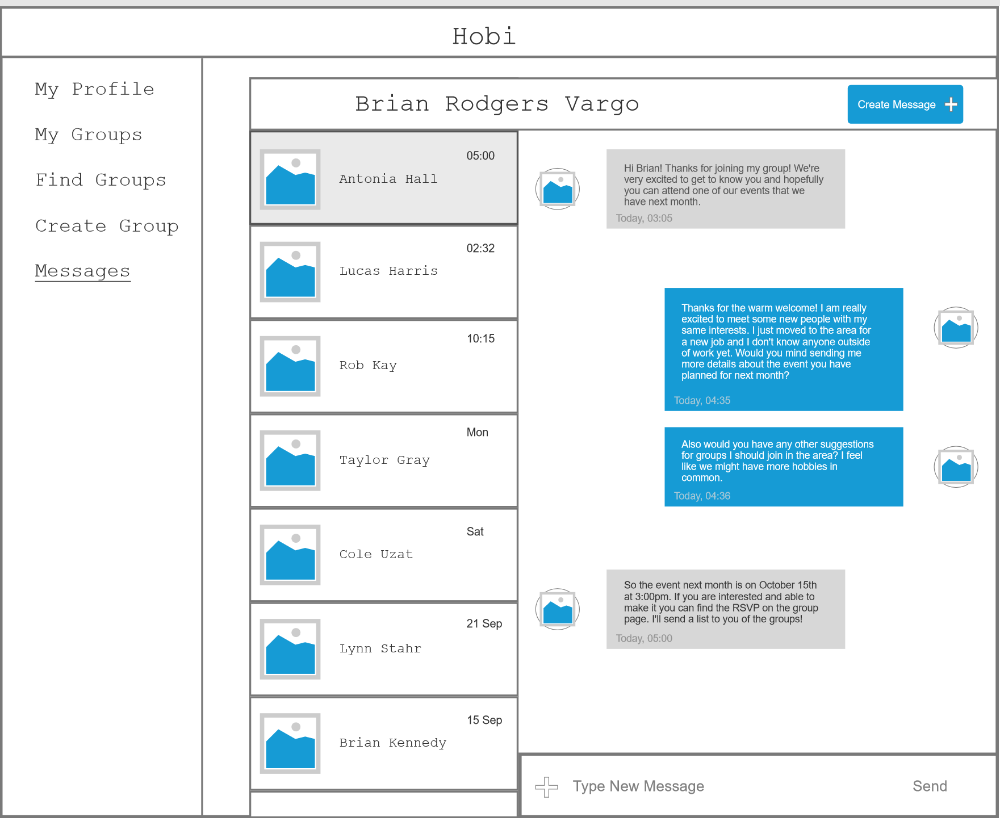 Hobi
My Profile
My Groups
Find Groups
Create Group
Messages
Brian Rodgers Vargo
Create Message
05:00
Antonia Hall
02:32
Lucas Harris
10:15
Rob Kay
Mon
Taylor Gray
Sat
Cole Uzat
21 Sep
Lynn Stahr
15 Sep
Brian Kennedy
Hi Brian! Thanks for joining my group! We're
very excited to get to know you and hopefully
you can attend one of our events that we
have next month.
Today, 03:05
Thanks for the warm welcome! I am really
excited to meet some new people with my
same interests. I just moved to the area for
a new job and I don't know anyone outside
of work yet. Would you mind sending me
more details about the event you have
planned for next month?
Today, 04:35
Also would you have any other suggestions
for groups I should join in the area? I feel
like we might have more hobbies in
common.
Today, 04:36
So the event next month is on October 15th
at 3:00pm. If you are interested and able to
make it you can find the RSVP on the group
page. I'll send a list to you of the groups!
Today, 05:00
Type New Message
Send